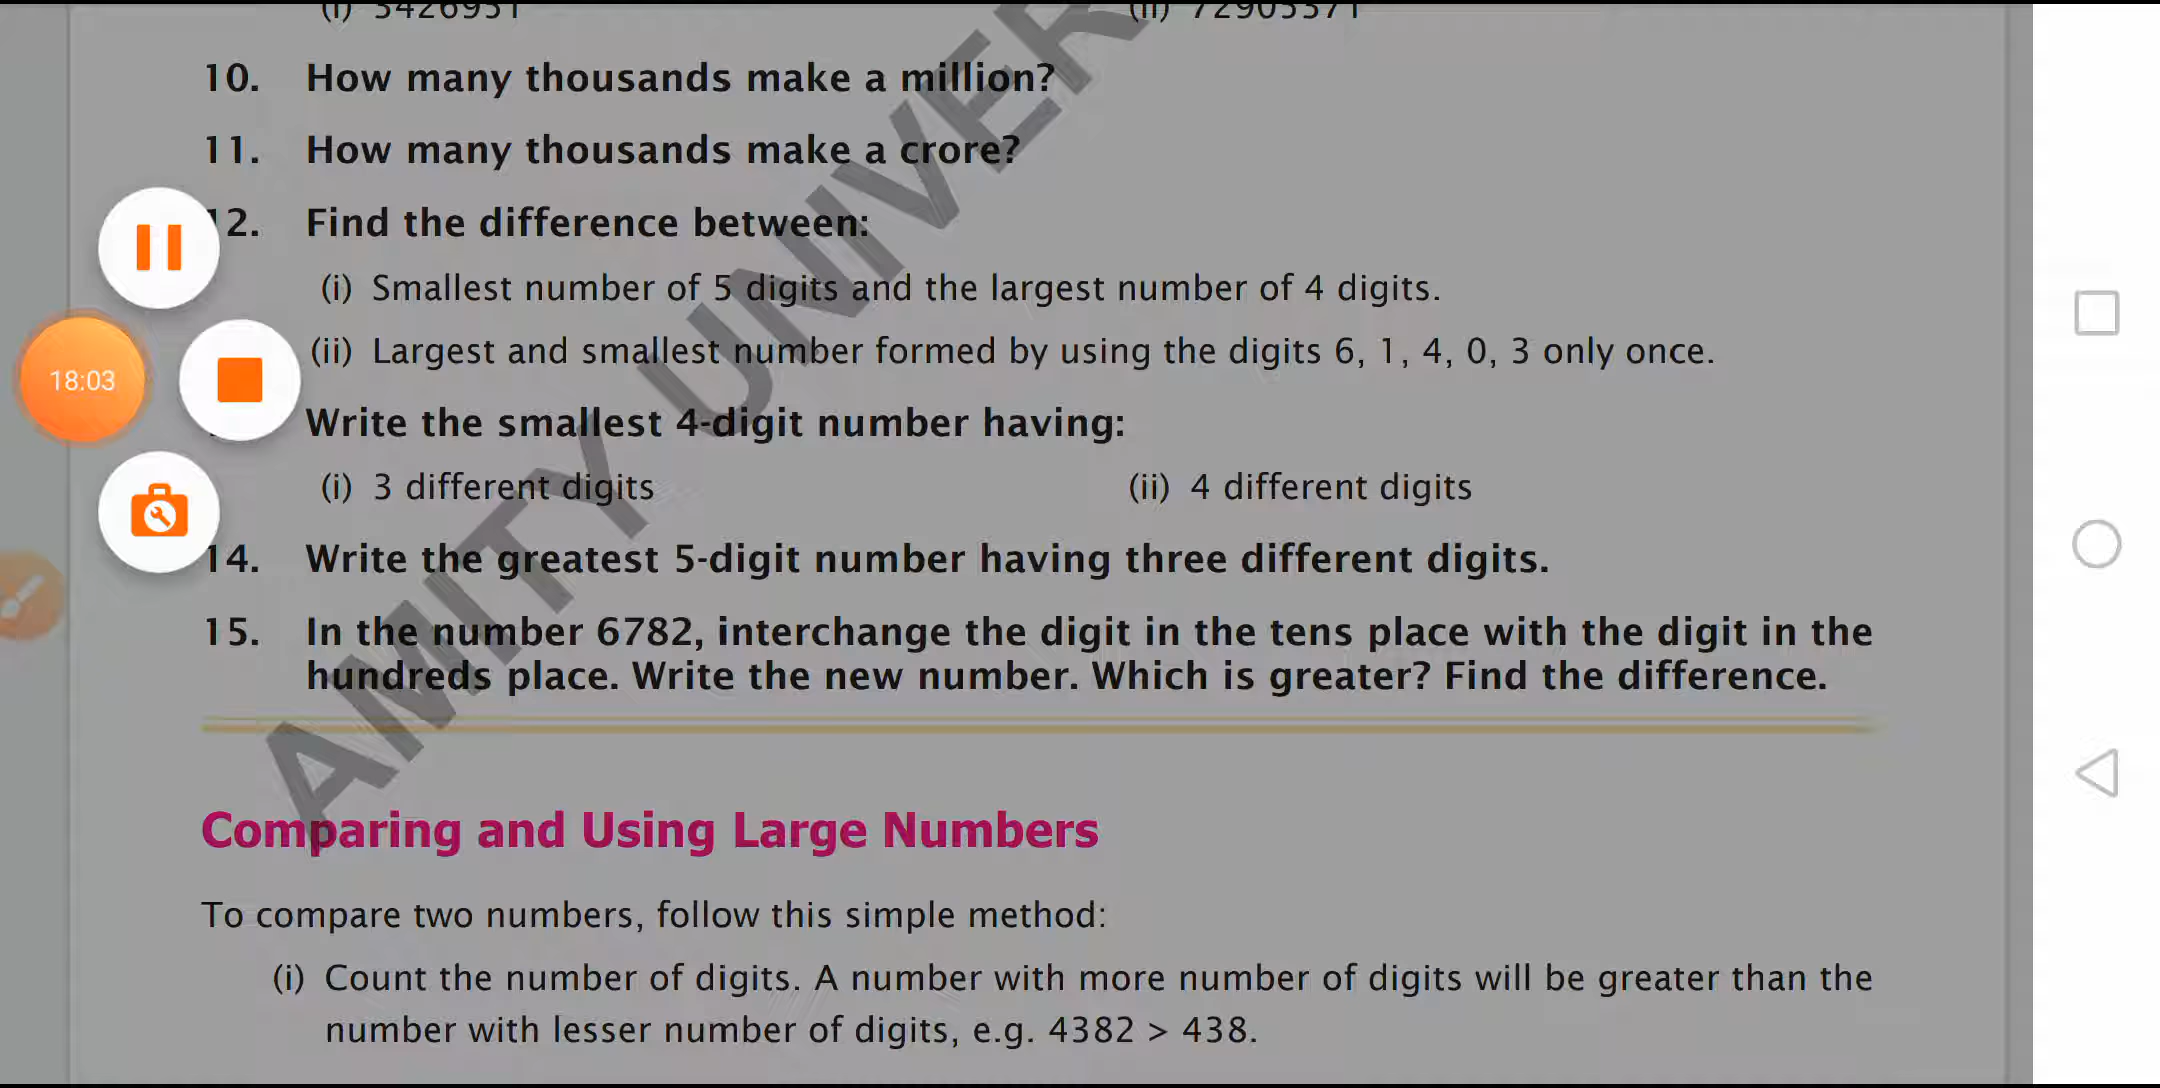 10. How many thousands make a million?
11. How many thousands make a crore?
12. Find the difference between:
(i) Smallest number of 5 digits and the largest number of 4 digits.
(ii) Largest and smallest number formed by using the digits 6, 1, 4, 0, 3 only once.
18:03
Write the smallest 4-digit number having:
(i) 3 different digits (ii) 4 different digits
14. Write the greatest 5-digit number having three different digits.
15. In the number 6782, interchange the digit in the tens place with the digit in the
hundreds place. Write the new number. Which is greater? Find the difference.
AMITY UNIVER
Comparing and Using Large Numbers
To compare two numbers, follow this simple method:
(i) Count the number of digits. A number with more number of digits will be greater than the
number with lesser number of digits, e.g. 4382 > 438.